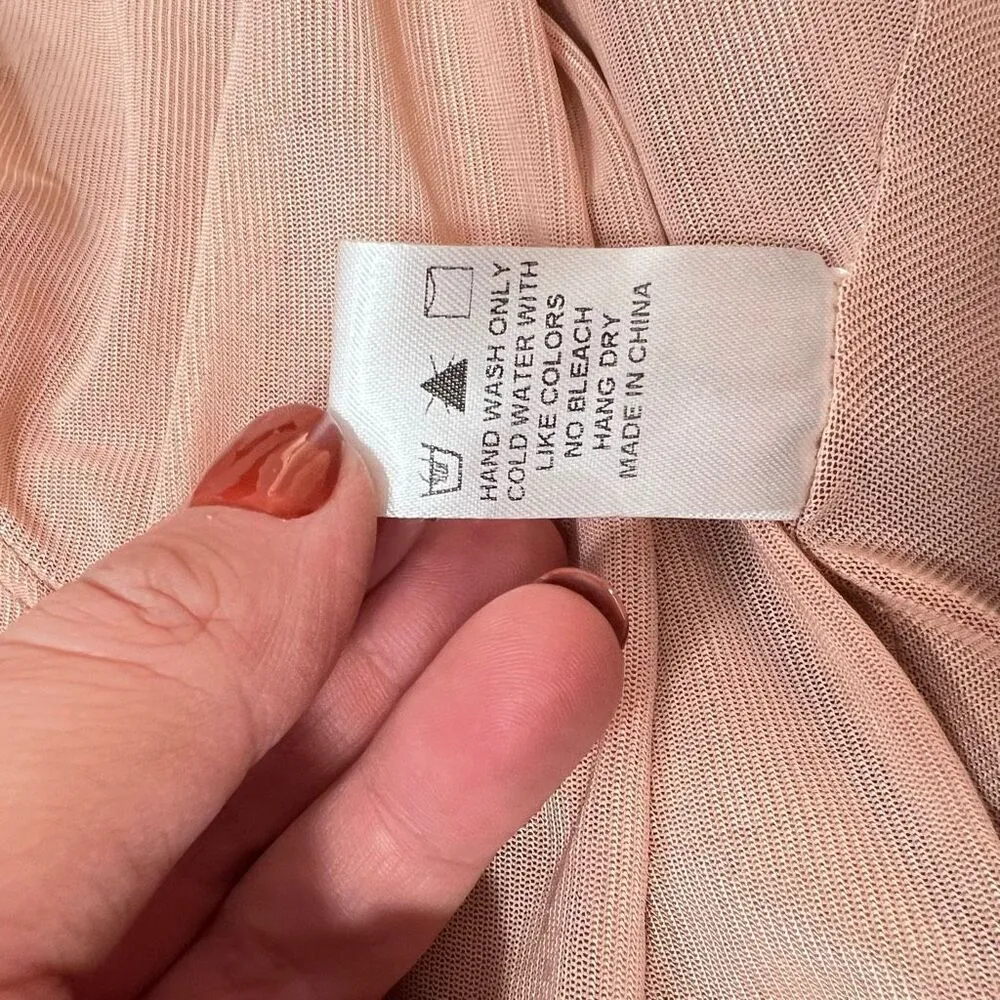 HAND WASH ONLY
COLD WATER WITH
LIKE COLORS
NO BLEACH
HANG DRY
MADE IN CHINA